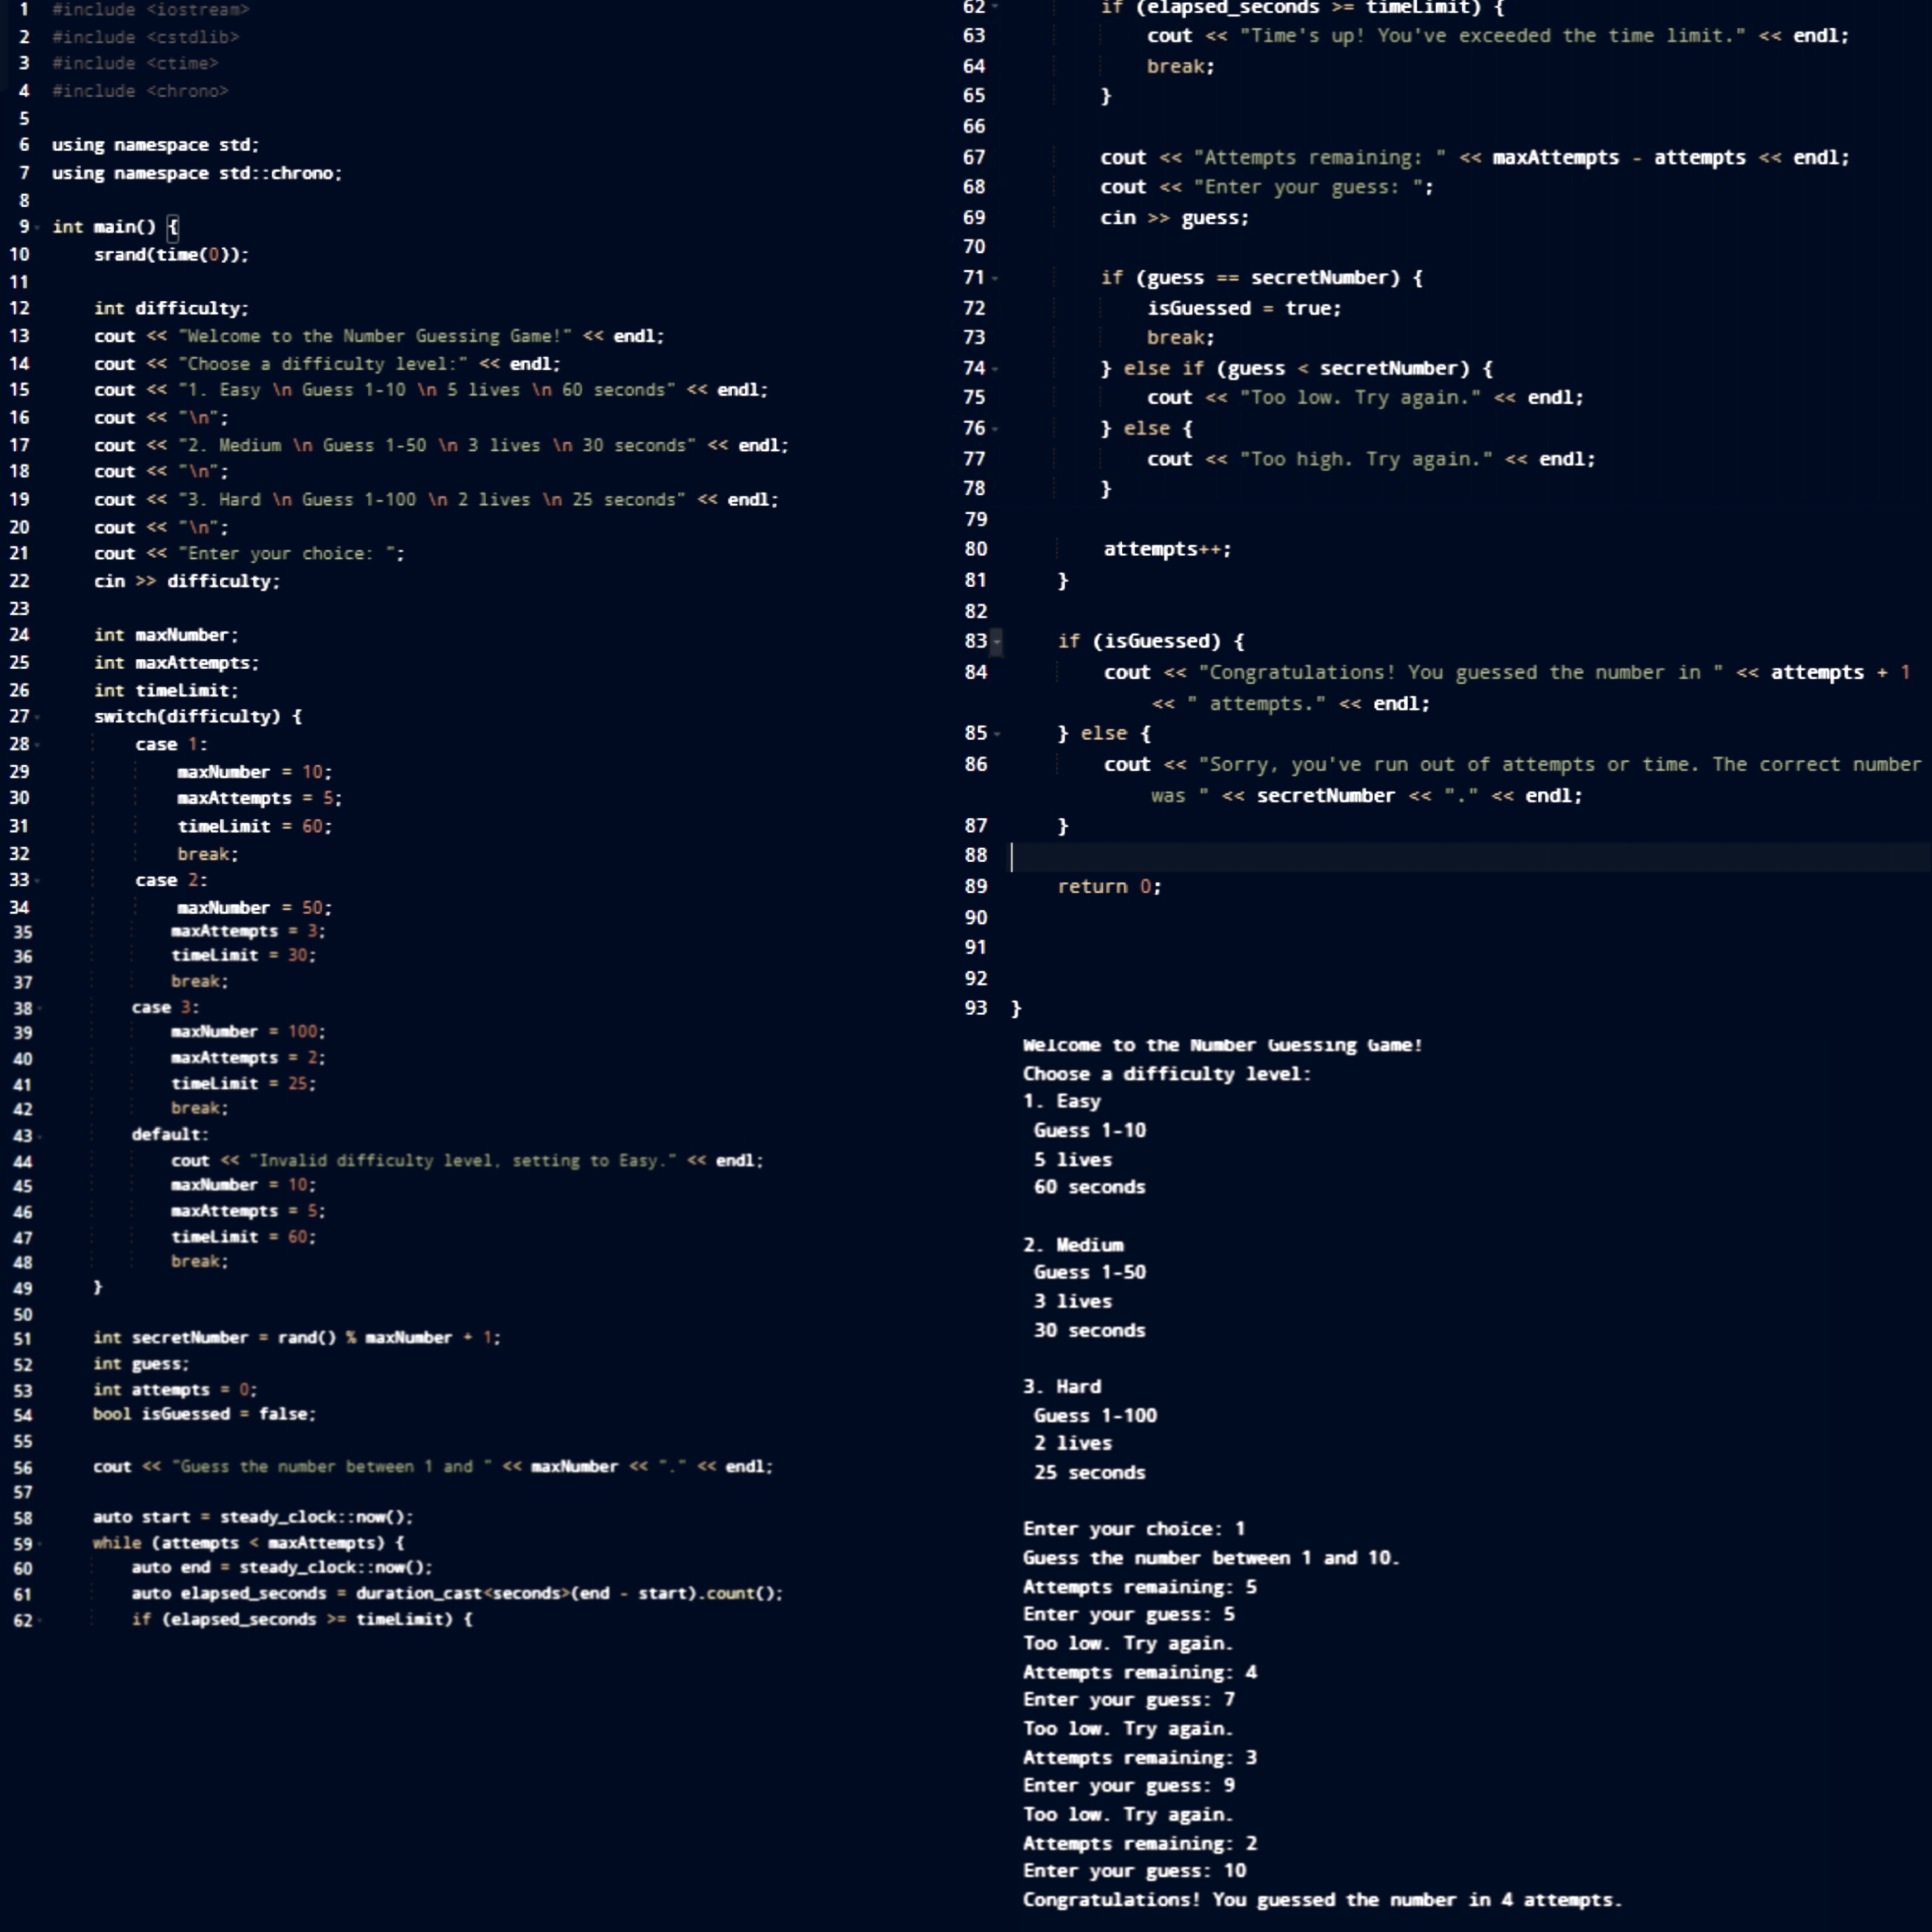 1 #include <iostream>
2 #include <cstdlib>
3 #include <ctime>
4 #include <chrono>
5
6 using namespace std;
7 using namespace std::chrono;
8
9 int main() {
10 srand(time(0));
11
12 int difficulty;
13 cout << "Welcome to the Number Guessing Game!" << endl;
14 cout << "Choose a difficulty level:" << endl;
15 cout << "1. Easy \n Guess 1-10 \n 5 lives \n 60 seconds" << endl;
16 cout << "\n";
17 cout << "2. Medium \n Guess 1-50 \n 3 lives \n 30 seconds" << endl;
18 cout << "\n";
19 cout << "3. Hard \n Guess 1-100 \n 2 lives \n 25 seconds" << endl;
20 cout << "\n";
21 cout << "Enter your choice: ";
22 cin >> difficulty;
23
24 int maxNumber;
25 int maxAttempts;
26 int timeLimit;
27 switch(difficulty) {
28 case 1:
29 maxNumber = 10;
30 maxAttempts = 5;
31 timeLimit = 60;
32 break;
33 case 2:
34 maxNumber = 50;
35 maxAttempts = 3;
36 timeLimit = 30;
37 break;
38 case 3:
39 maxNumber = 100;
40 maxAttempts = 2;
41 timeLimit = 25;
42 break;
43 default:
44 cout << "Invalid difficulty level, setting to Easy." << endl;
45 maxNumber = 10;
46 maxAttempts = 5;
47 timeLimit = 60;
48 break;
49 }
50
51 int secretNumber = rand() % maxNumber + 1;
52 int guess;
53 int attempts = 0;
54 bool isGuessed = false;
55
56 cout << "Guess the number between 1 and " << maxNumber << "." << endl;
57
58 auto start = steady_clock::now();
59 while (attempts < maxAttempts) {
60 auto end = steady_clock::now();
61 auto elapsed_seconds = duration_cast<seconds>(end - start).count();
62 if (elapsed_seconds >= timeLimit) {
62 if (elapsed_seconds >= timeLimit) {
63 cout << "Time's up! You've exceeded the time limit." << endl;
64 break;
65 }
66
67 cout << "Attempts remaining: " << maxAttempts - attempts << endl;
68 cout << "Enter your guess: ";
69 cin >> guess;
70
71 if (guess == secretNumber) {
72 isGuessed = true;
73 break;
74 } else if (guess < secretNumber) {
75 cout << "Too low. Try again." << endl;
76 } else {
77 cout << "Too high. Try again." << endl;
78 }
79
80 attempts++;
81 }
82
83 if (isGuessed) {
84 cout << "Congratulations! You guessed the number in " << attempts + 1
<< " attempts." << endl;
85 } else {
86 cout << "Sorry, you've run out of attempts or time. The correct number
was " << secretNumber << "." << endl;
87 }
88
89 return 0;
90
91
92
93 }
Welcome to the Number Guessing Game!
Choose a difficulty level:
1. Easy
Guess 1-10
5 lives
60 seconds
2. Medium
Guess 1-50
3 lives
30 seconds
3. Hard
Guess 1-100
2 lives
25 seconds
Enter your choice: 1
Guess the number between 1 and 10.
Attempts remaining: 5
Enter your guess: 5
Too low. Try again.
Attempts remaining: 4
Enter your guess: 7
Too low. Try again.
Attempts remaining: 3
Enter your guess: 9
Too low. Try again.
Attempts remaining: 2
Enter your guess: 10
Congratulations! You guessed the number in 4 attempts.